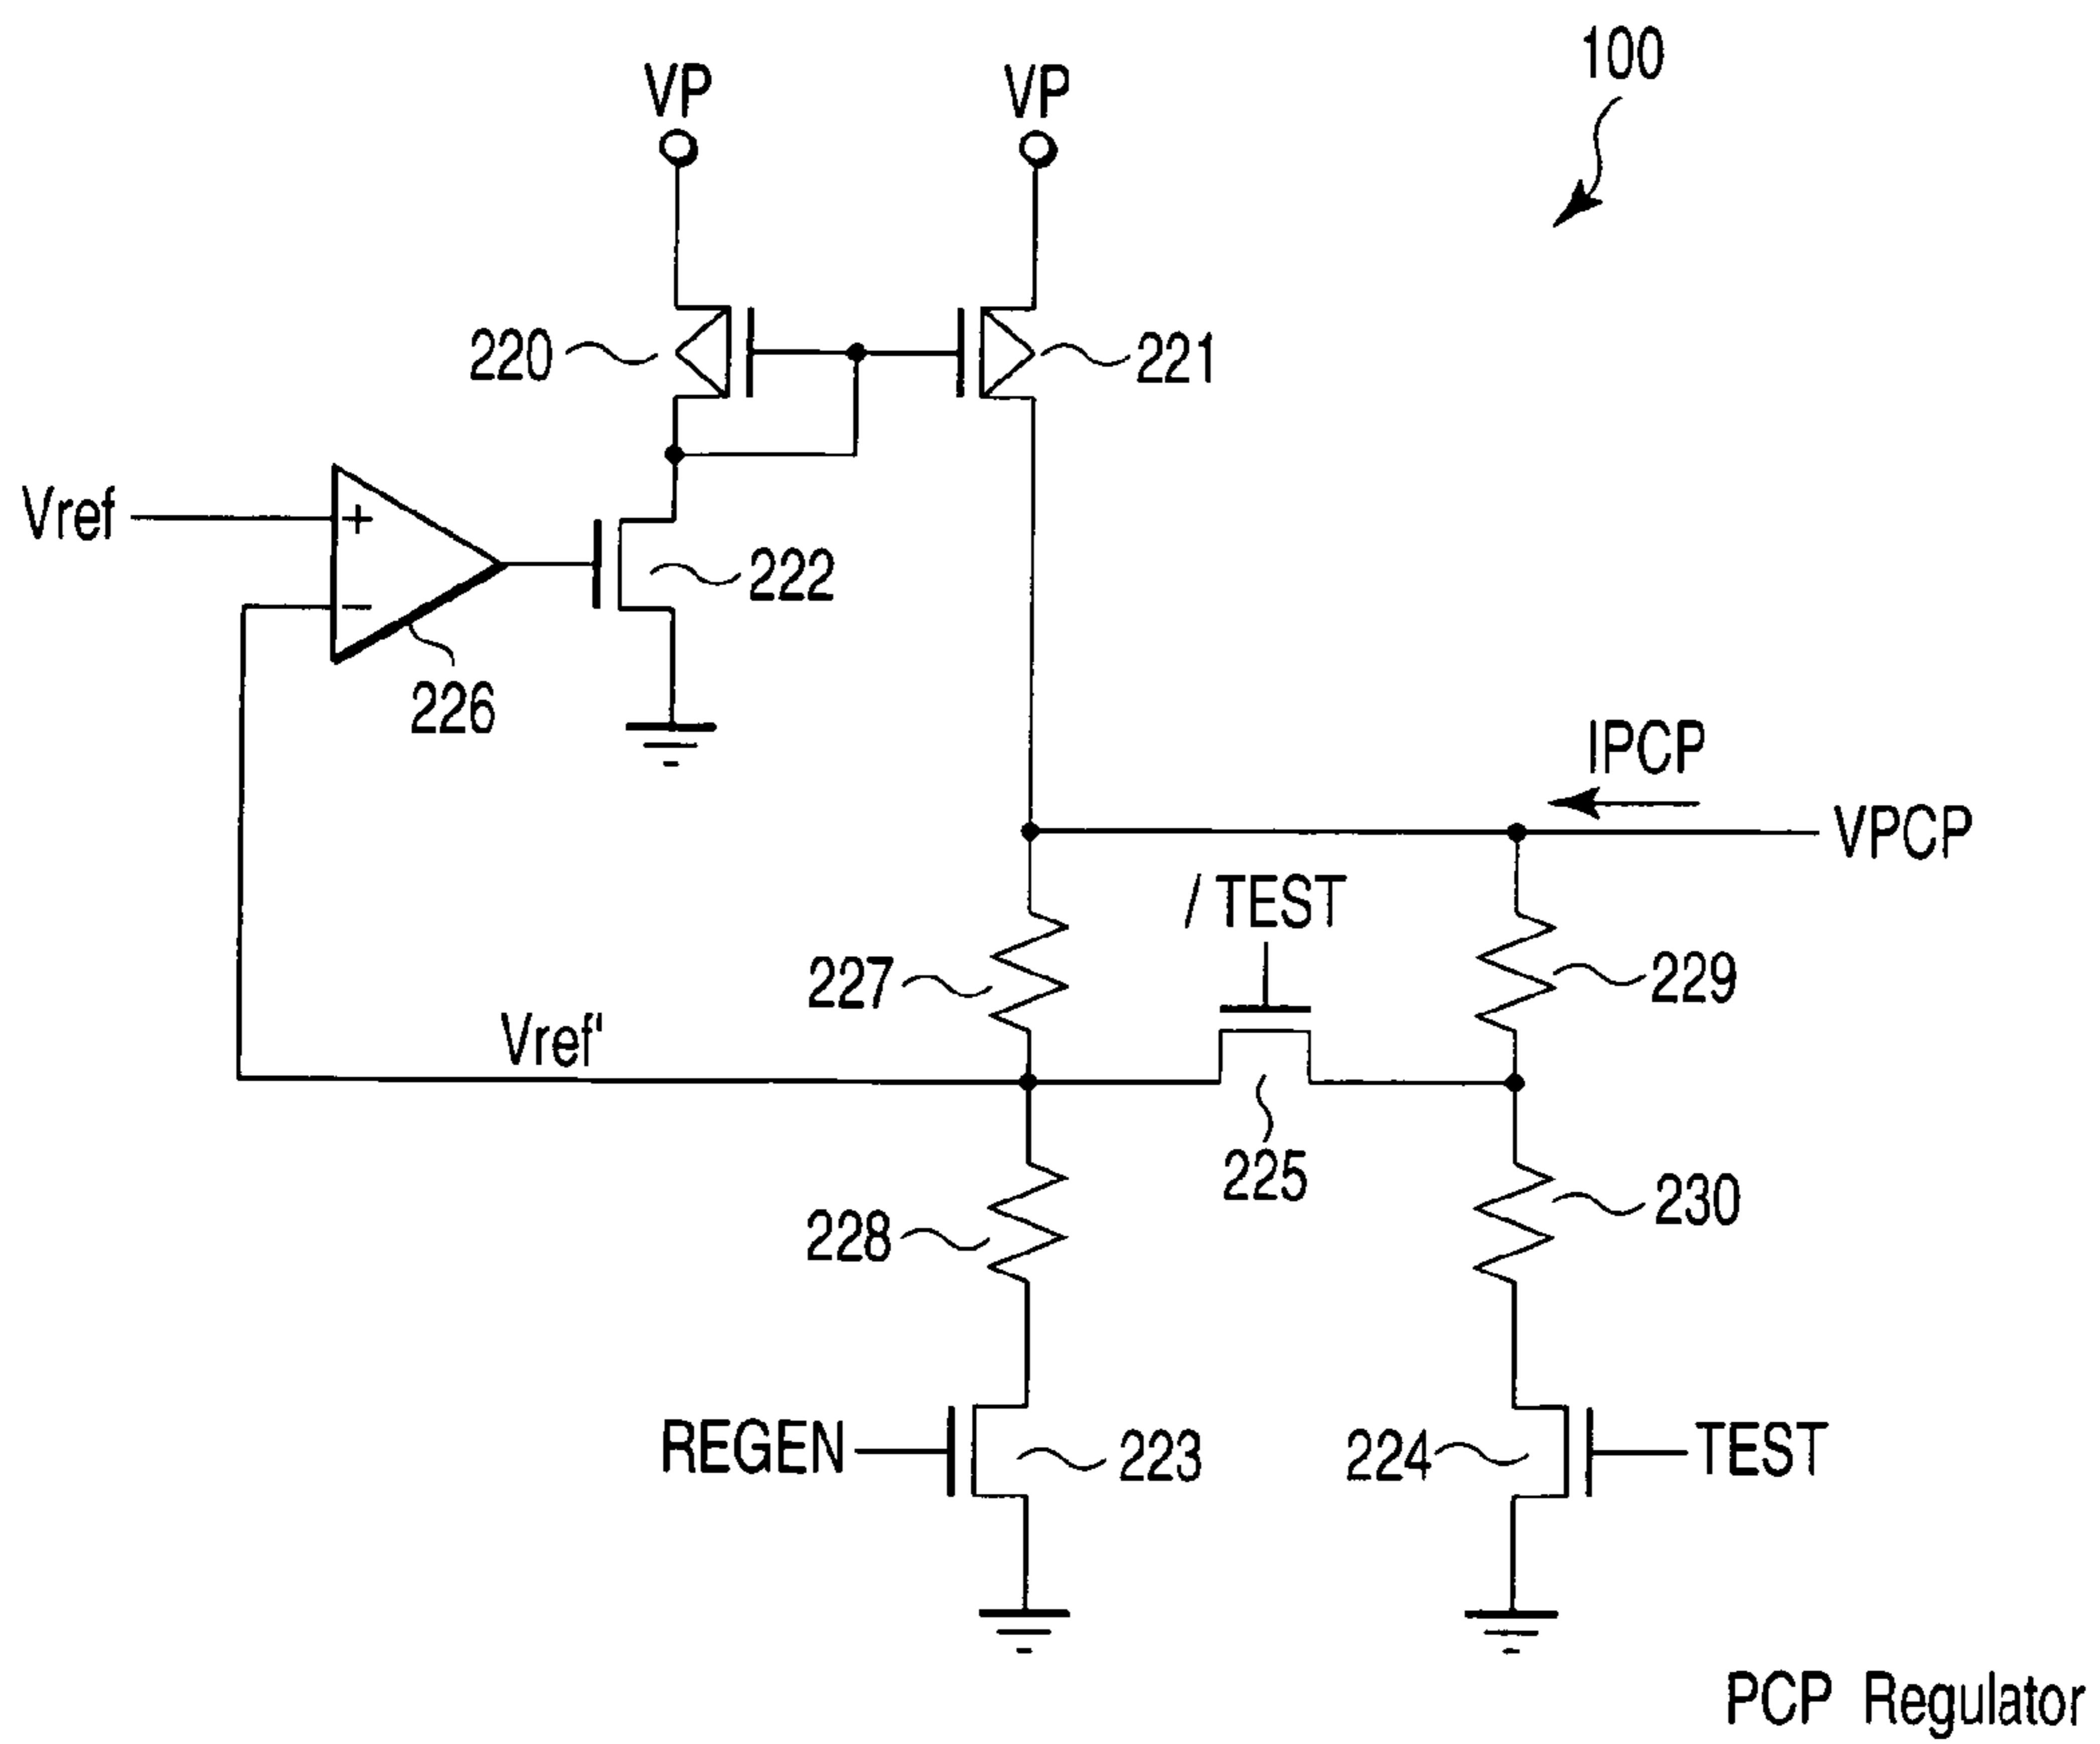 100
VP
VP
220
221
Vref
+
222
−
226
IPCP
VPCP
/TEST
227
229
Vref'
225
228
230
REGEN
223
224
TEST
PCP Regulator